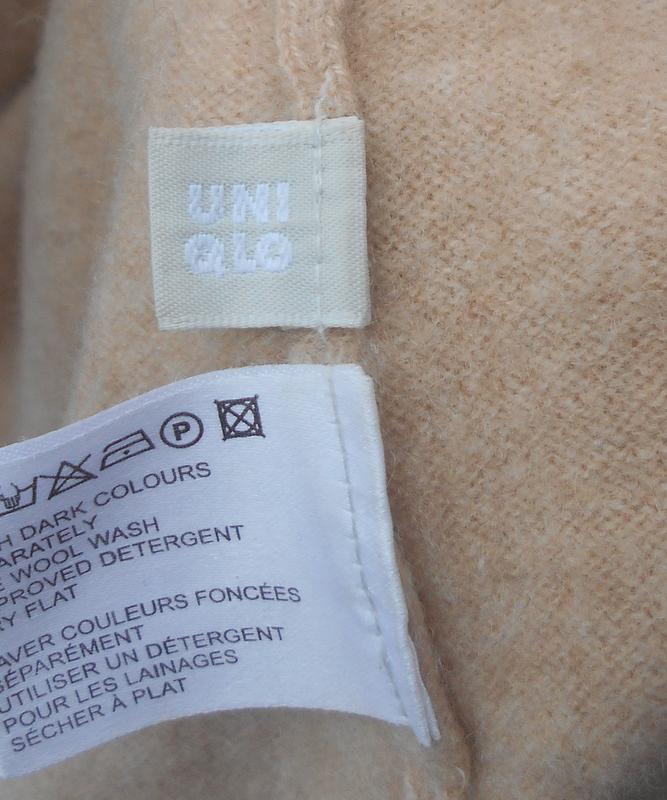 UNI
QLO
P
H DARK COLOURS
ARATELY
E WOOL WASH
PROVED DETERGENT
RY FLAT
AVER COULEURS FONCÉES
SÉPARÉMENT
UTILISER UN DÉTERGENT
POUR LES LAINAGES
SÉCHER À PLAT